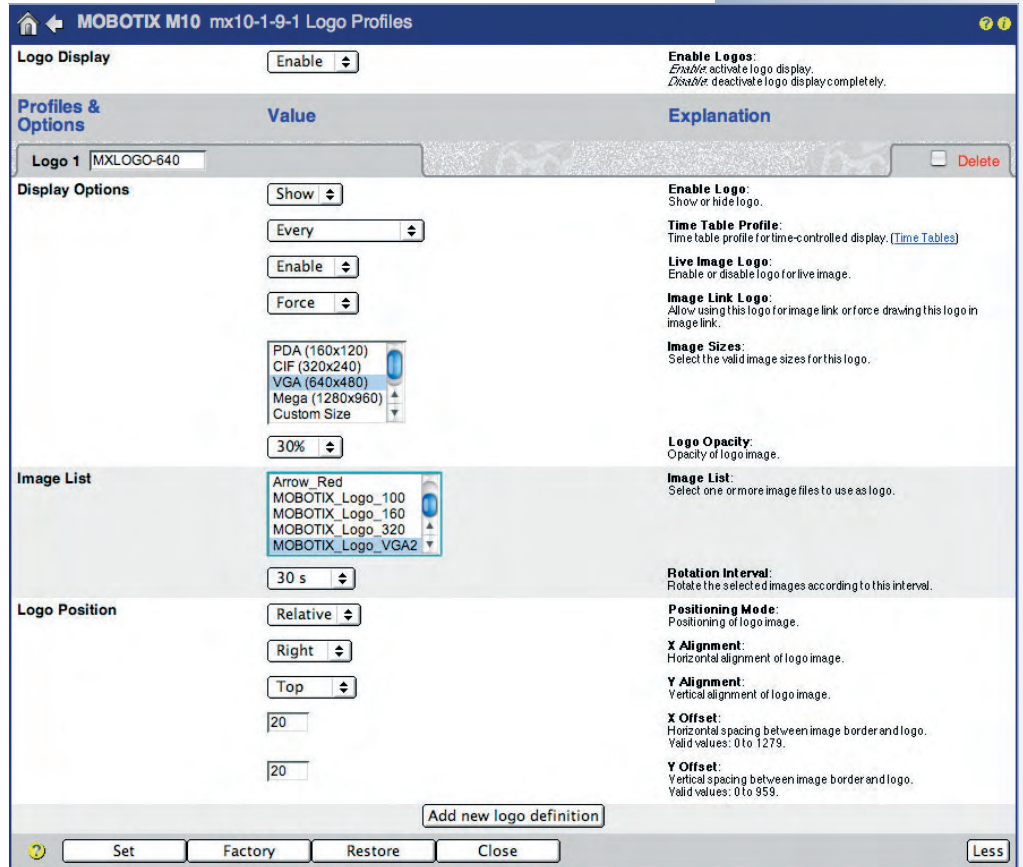 MOBOTIX M10 mx10-1-9-1 Logo Profiles
Logo Display
Enable
Enable Logos:
Enable: activate logo display.
Disable: deactivate logo display completely.
Profiles &
Options
Value
Explanation
Logo 1 MXLOGO-640
Delete
Display Options
Show
Enable Logo:
Show or hide logo.
Every
Time Table Profile:
Time table profile for time-controlled display. (Time Tables)
Enable
Live Image Logo:
Enable or disable logo for live image.
Force
Image Link Logo:
Allow using this logo for image link or force drawing this logo in
image link.
PDA (160x120)
CIF (320x240)
VGA (640x480)
Mega (1280x960)
Custom Size
Image Sizes:
Select the valid image sizes for this logo.
30%
Logo Opacity:
Opacity of logo image.
Image List
Arrow_Red
MOBOTIX_Logo_100
MOBOTIX_Logo_160
MOBOTIX_Logo_320
MOBOTIX_Logo_VGA2
Image List:
Select one or more image files to use as logo.
30 s
Rotation Interval:
Rotate the selected images according to this interval.
Logo Position
Relative
Positioning Mode:
Positioning of logo image.
Right
X Alignment:
Horizontal alignment of logo image.
Top
Y Alignment:
Vertical alignment of logo image.
20
X Offset:
Horizontal spacing between image border and logo.
Valid values: 0 to 1279.
20
Y Offset:
Vertical spacing between image border and logo.
Valid values: 0 to 959.
Add new logo definition
Set
Factory
Restore
Close
Less